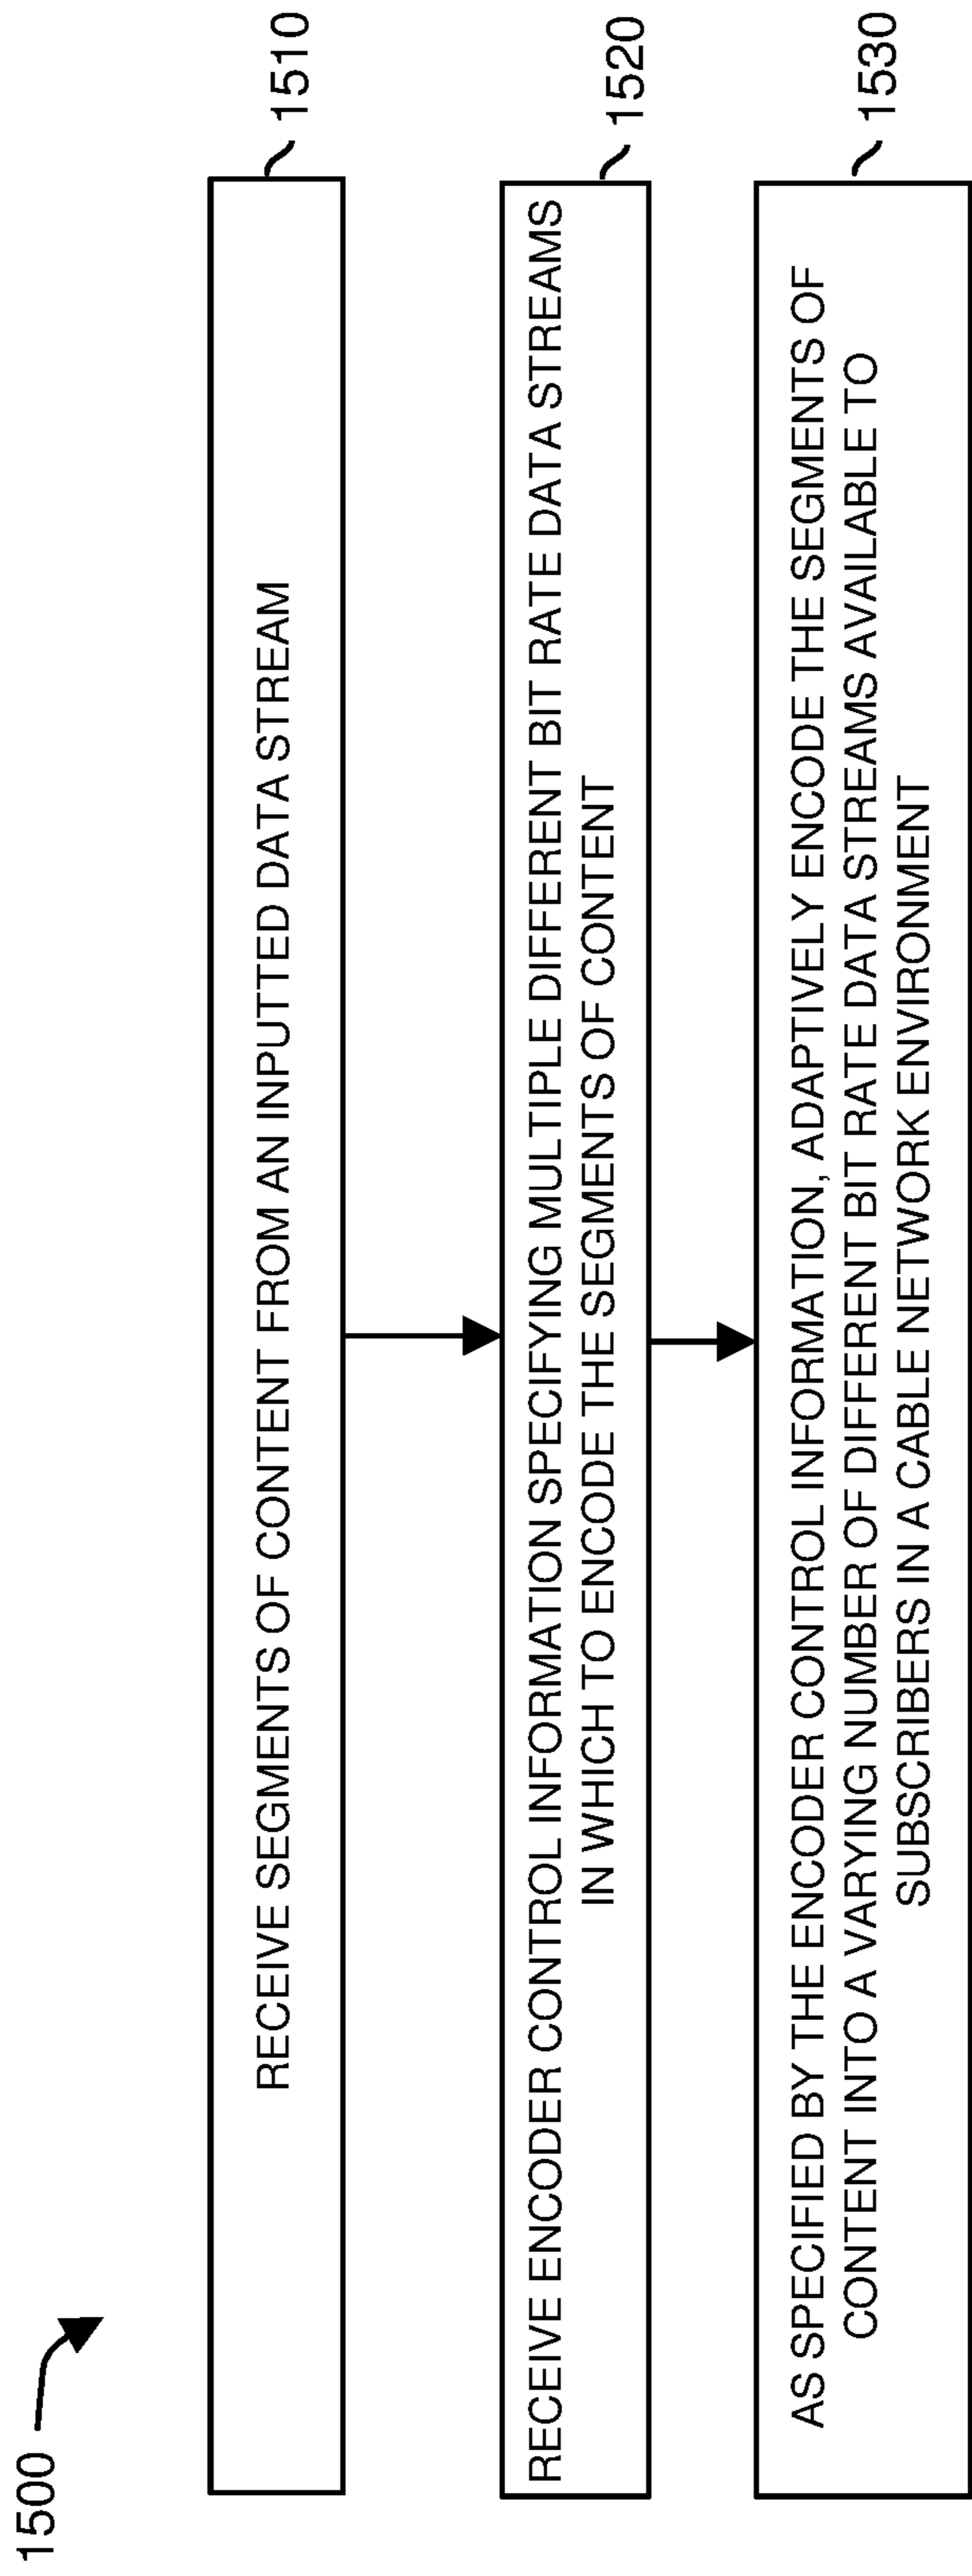 1500
RECEIVE SEGMENTS OF CONTENT FROM AN INPUTTED DATA STREAM
1510
RECEIVE ENCODER CONTROL INFORMATION SPECIFYING MULTIPLE DIFFERENT BIT RATE DATA STREAMS
IN WHICH TO ENCODE THE SEGMENTS OF CONTENT
1520
AS SPECIFIED BY THE ENCODER CONTROL INFORMATION, ADAPTIVELY ENCODE THE SEGMENTS OF
CONTENT INTO A VARYING NUMBER OF DIFFERENT BIT RATE DATA STREAMS AVAILABLE TO
SUBSCRIBERS IN A CABLE NETWORK ENVIRONMENT
1530